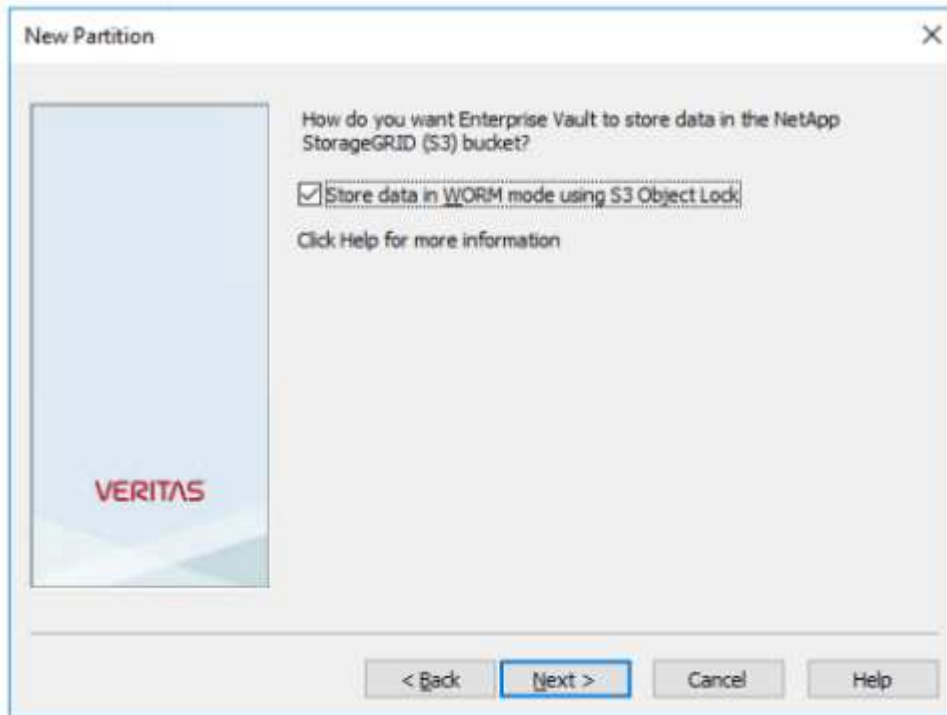 New Partition
How do you want Enterprise Vault to store data in the NetApp
StorageGRID (S3) bucket?
Store data in WORM mode using S3 Object Lock
Click Help for more information
VERITAS
< Back
Next >
Cancel
Help